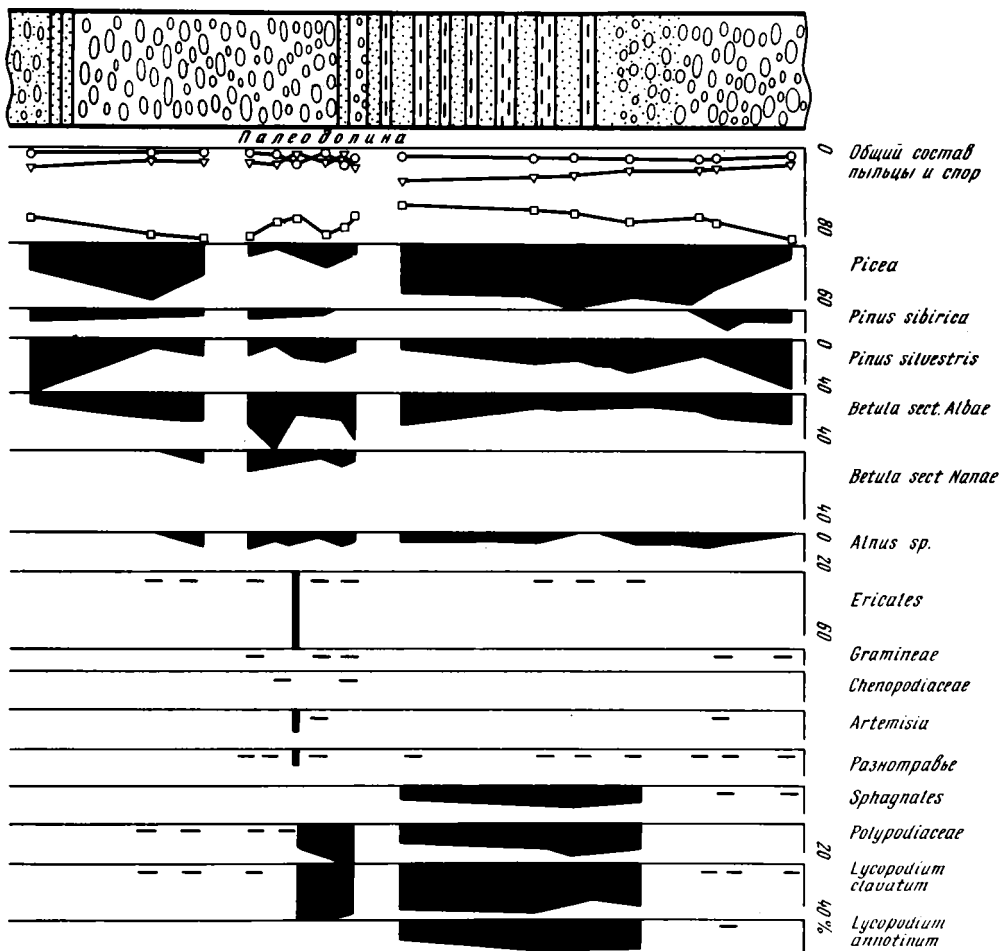 Палеодолина
0
80
Общий состав
пыльцы и спор
Picea
60
Pinus sibirica
0
Pinus silvestris
40
Betula sect. Albae
40
Betula sect Nanae
40
0
Alnus sp.
20
Ericales
60
Gramineae
Chenopodiaceae
Artemisia
Разнотравье
Sphagnales
Polypodiaceae
20
Lycopodium
clavatum
40%
Lycopodium
annotinum